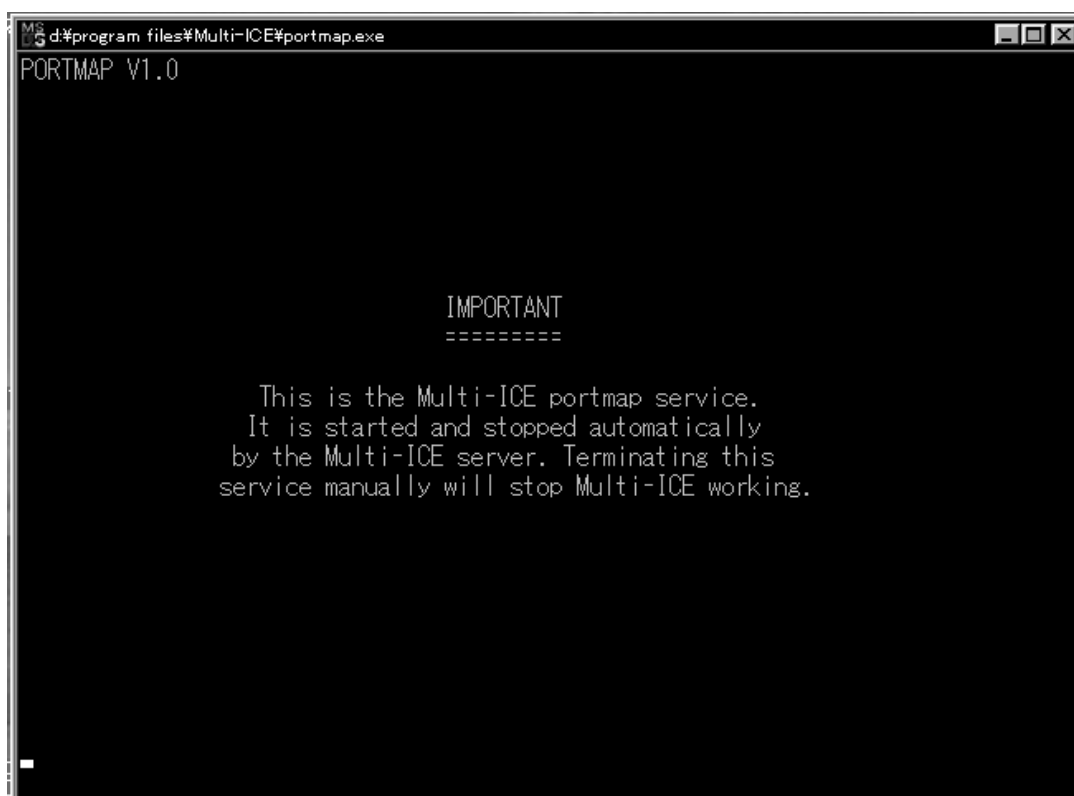 d:¥program files¥Multi-ICE¥portmap.exe
PORTMAP V1.0
IMPORTANT
=========
This is the Multi-ICE portmap service.
It is started and stopped automatically
by the Multi-ICE server. Terminating this
service manually will stop Multi-ICE working.